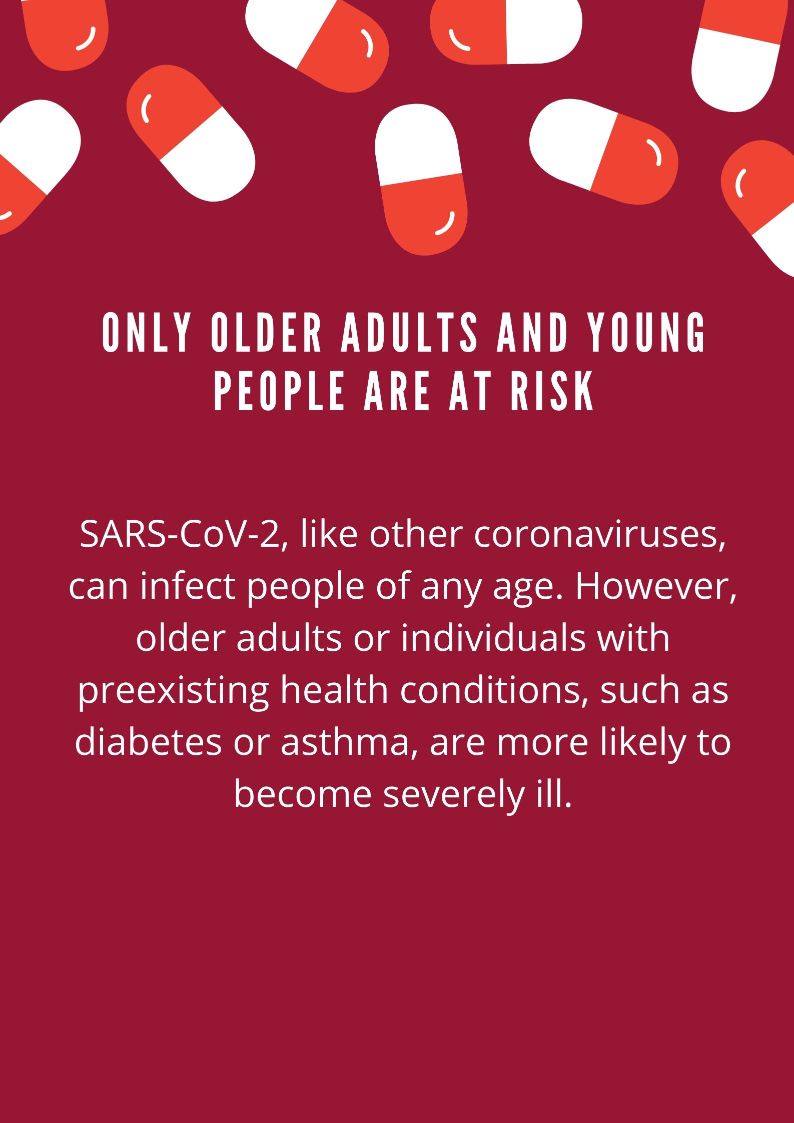 ONLY OLDER ADULTS AND YOUNG
PEOPLE ARE AT RISK
SARS-CoV-2, like other coronaviruses,
can infect people of any age. However,
older adults or individuals with
preexisting health conditions, such as
diabetes or asthma, are more likely to
become severely ill.